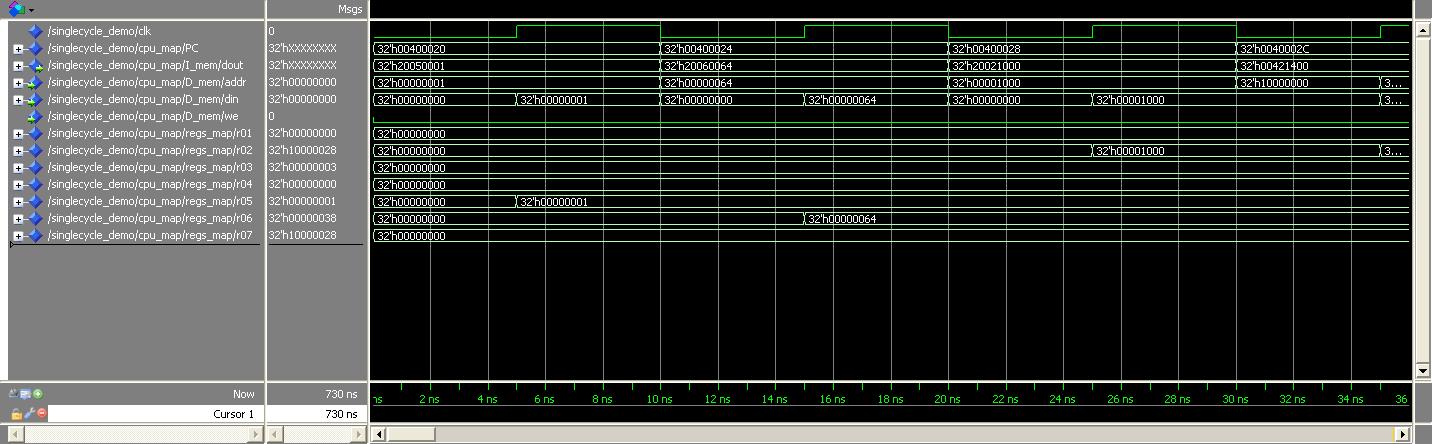 Msgs
/singlecycle_demo/clk 0
/singlecycle_demo/cpu_map/PC 32'hXXXXXXXX 32'h00400020 32'h00400024 32'h00400028 32'h0040002C
/singlecycle_demo/cpu_map/I_mem/dout 32'hXXXXXXXX 32'h20050001 32'h20060064 32'h20021000 32'h00421400
/singlecycle_demo/cpu_map/D_mem/addr 32'h00000000 32'h00000001 32'h00000064 32'h00001000 32'h10000000 3...
/singlecycle_demo/cpu_map/D_mem/din 32'h00000000 32'h00000000 32'h00000001 32'h00000000 32'h00000064 32'h00000000 32'h00001000 3...
/singlecycle_demo/cpu_map/D_mem/we 0
/singlecycle_demo/cpu_map/regs_map/r01 32'h00000000 32'h00000000
/singlecycle_demo/cpu_map/regs_map/r02 32'h10000028 32'h00000000 32'h00001000 3...
/singlecycle_demo/cpu_map/regs_map/r03 32'h00000003 32'h00000000
/singlecycle_demo/cpu_map/regs_map/r04 32'h00000000 32'h00000000
/singlecycle_demo/cpu_map/regs_map/r05 32'h00000001 32'h00000000 32'h00000001
/singlecycle_demo/cpu_map/regs_map/r06 32'h00000038 32'h00000000 32'h00000064
/singlecycle_demo/cpu_map/regs_map/r07 32'h10000028 32'h00000000
Now 730 ns
ns 2 ns 4 ns 6 ns 8 ns 10 ns 12 ns 14 ns 16 ns 18 ns 20 ns 22 ns 24 ns 26 ns 28 ns 30 ns 32 ns 34 ns 36
Cursor 1 730 ns